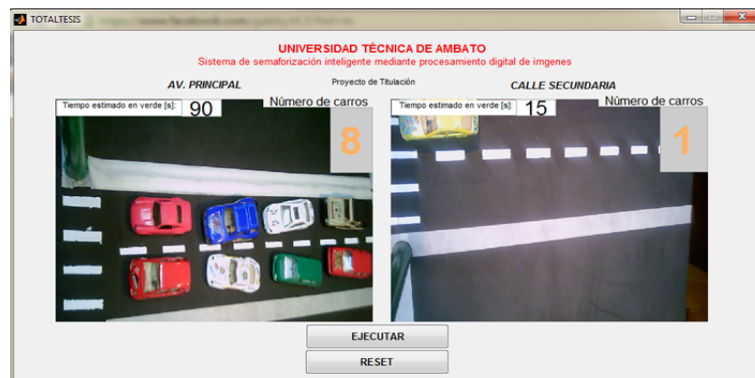 TOTALTESIS
UNIVERSIDAD TÉCNICA DE AMBATO
Sistema de semaforización inteligente mediante procesamiento digital de imgenes
Proyecto de Titulación
AV. PRINCIPAL
CALLE SECUNDARIA
Tiempo estimado en verde [s]: 90
Número de carros
8
Tiempo estimado en verde [s]: 15
Número de carros
1
EJECUTAR
RESET